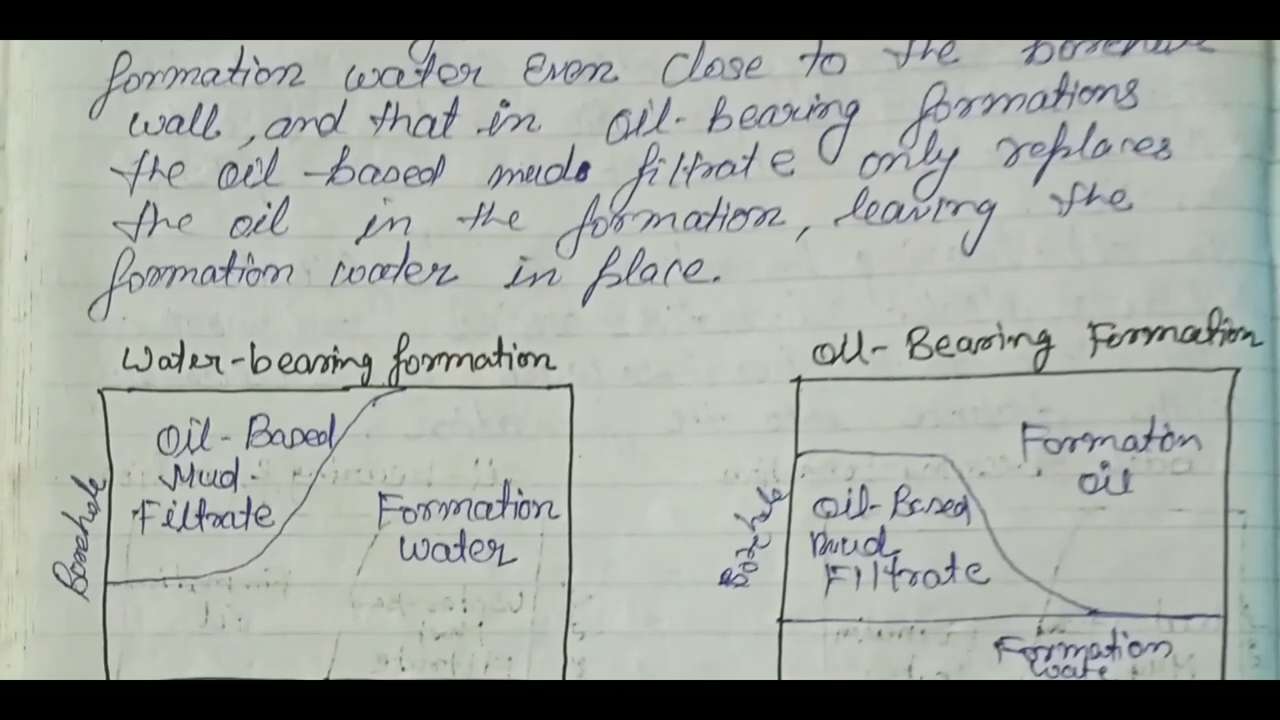 formation water even close to the borehole
wall, and that in oil-bearing formations
the oil-based mud filtrate only replaces
the oil in the formation, leaving the
formation water in place.
Water-bearing formation
Oil-Based
Mud
Filtrate
Formation
water
Borehole
Oil-Bearing Formation
Formation
oil
Oil-Based
Mud
Filtrate
Borehole
Formation
wate